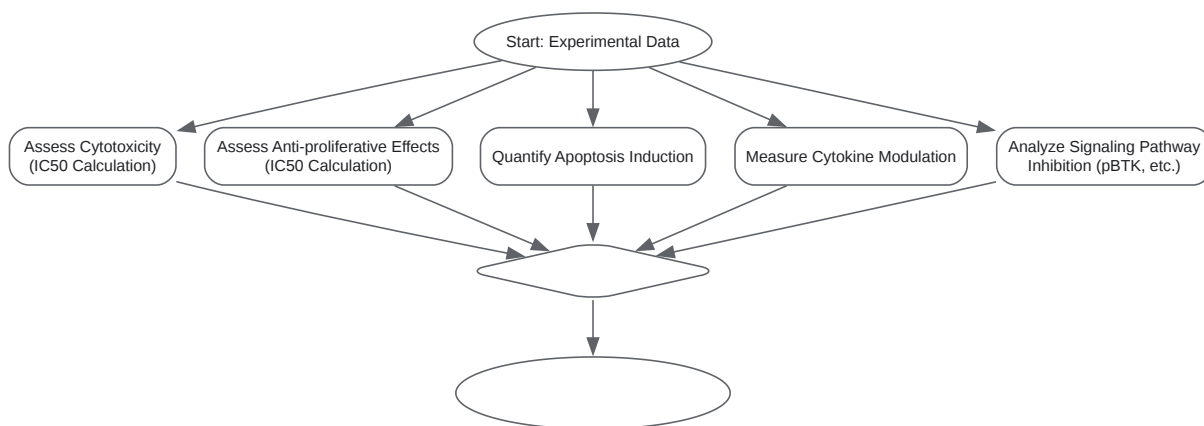 Start: Experimental Data
Assess Cytotoxicity
(IC50 Calculation)
Assess Anti-proliferative Effects
(IC50 Calculation)
Quantify Apoptosis Induction
Measure Cytokine Modulation
Analyze Signaling Pathway
Inhibition (pBTK, etc.)